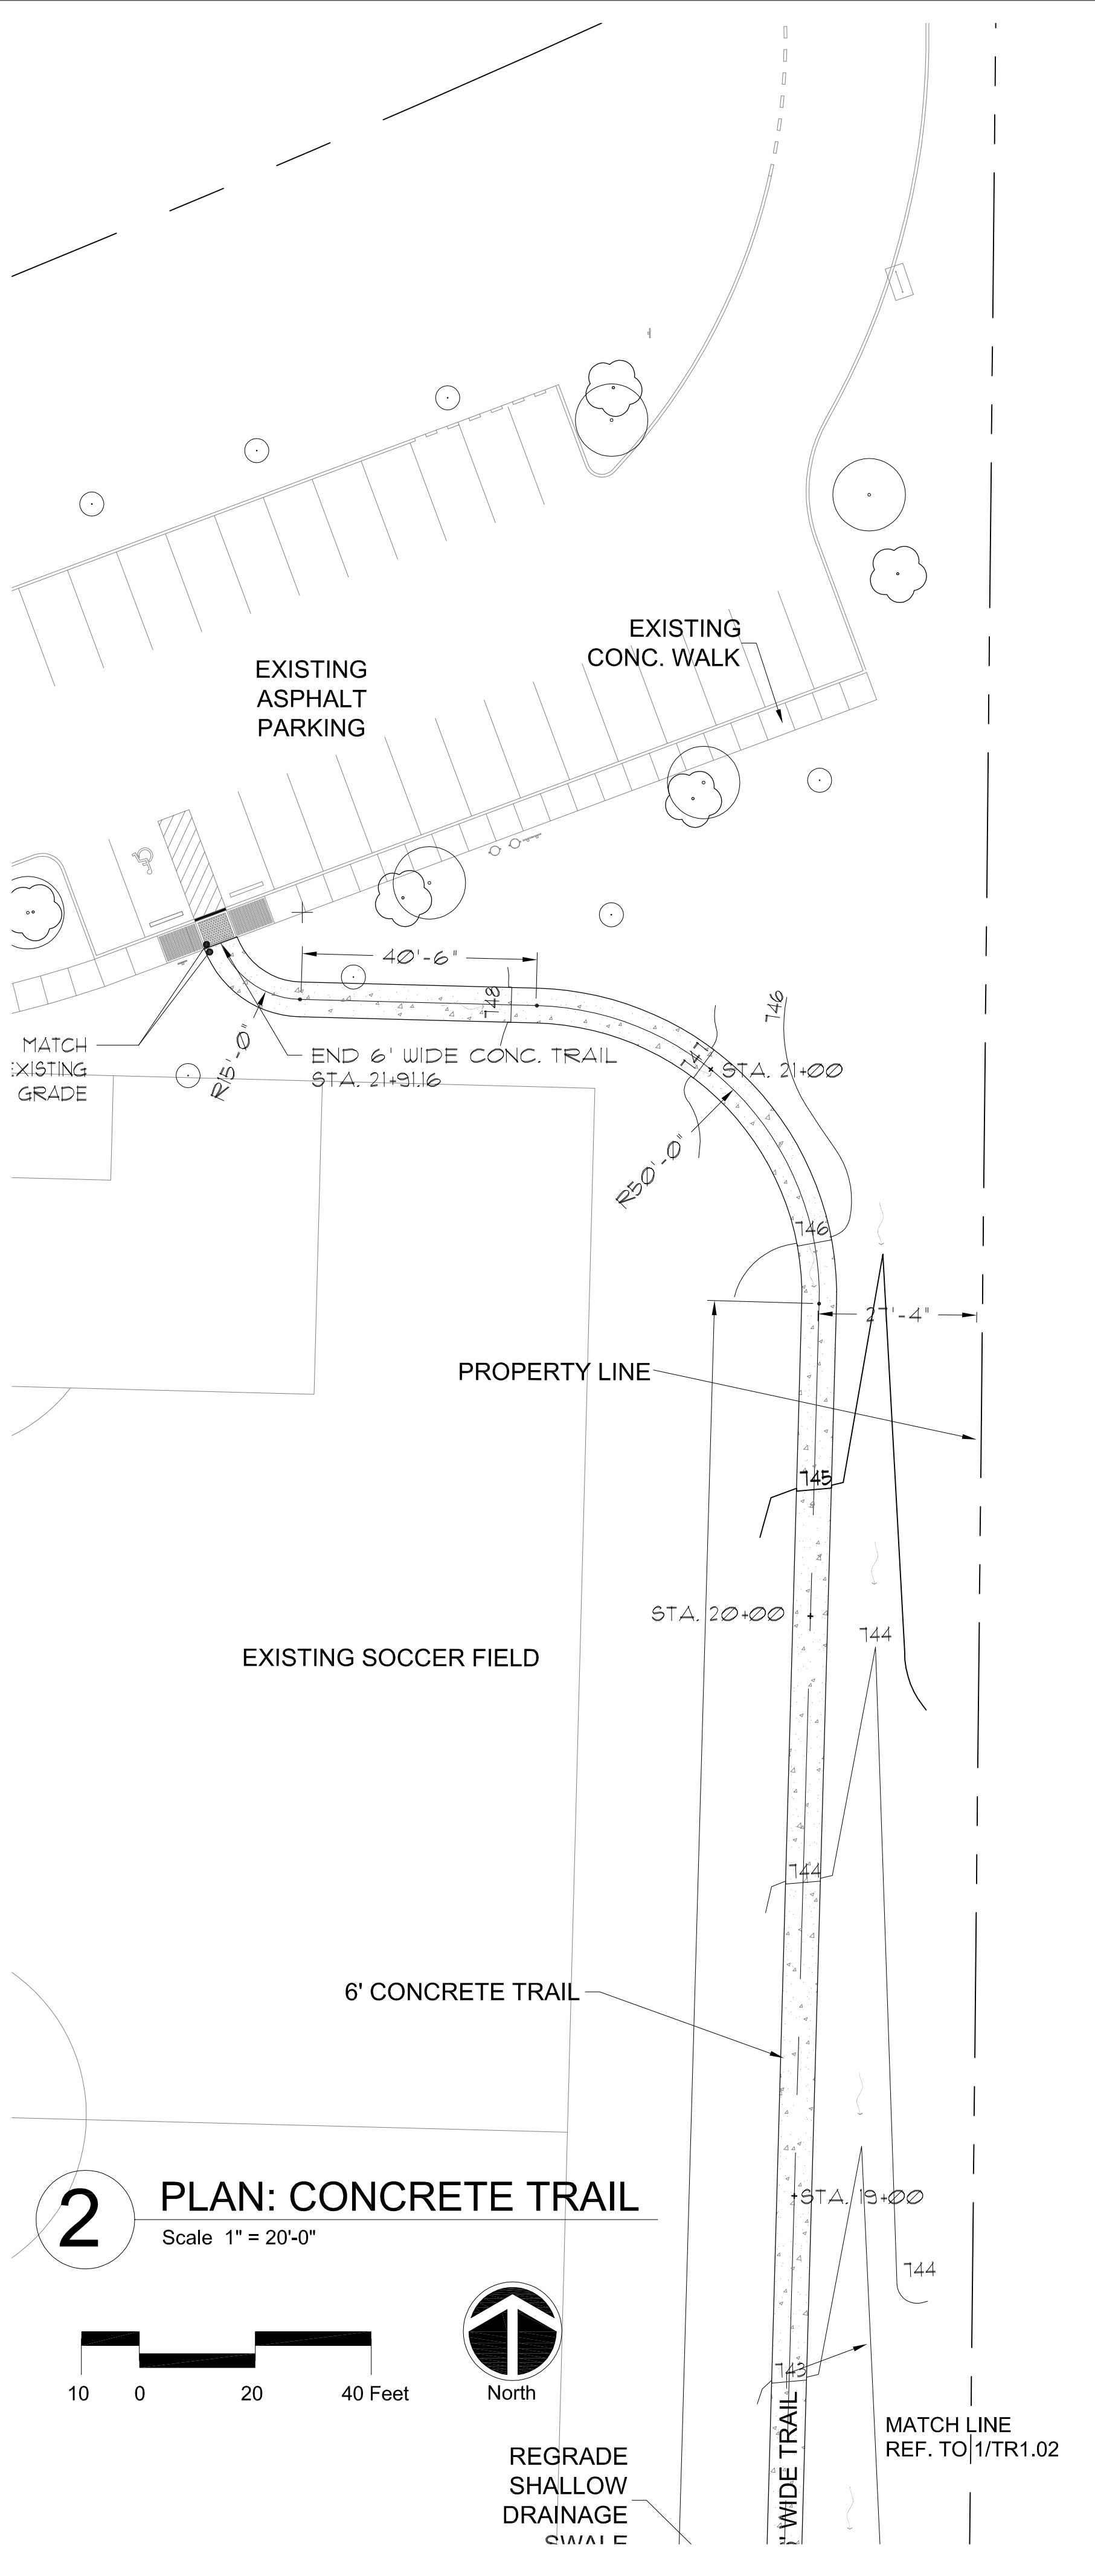 EXISTING
CONC. WALK
EXISTING
ASPHALT
PARKING
40'-6"
748
746
MATCH
EXISTING
GRADE
R15'-0"
END 6' WIDE CONC. TRAIL
STA. 21+91.16
747
STA. 21+00
R50'-0"
746
27'-4"
PROPERTY LINE
745
STA. 20+00
744
EXISTING SOCCER FIELD
744
6' CONCRETE TRAIL
2
PLAN: CONCRETE TRAIL
Scale 1" = 20'-0"
STA. 19+00
744
10 0 20 40 Feet
North
743
MATCH LINE
REF. TO 1/TR1.02
REGRADE
SHALLOW
DRAINAGE
SWALE
' WIDE TRAIL